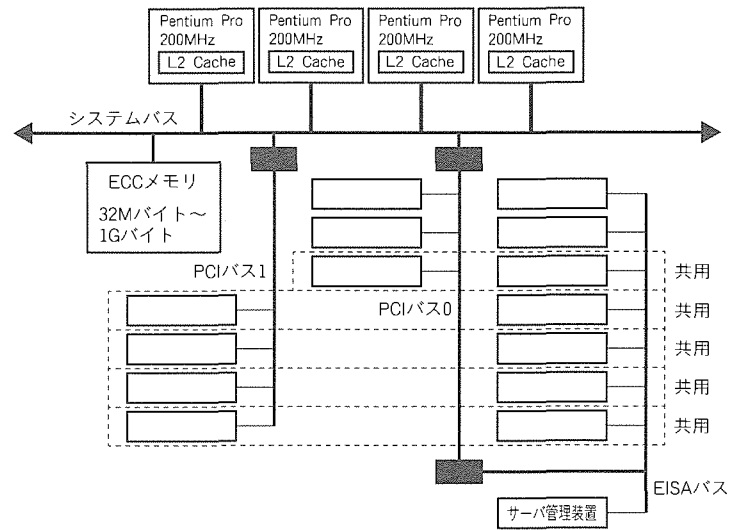 Pentium Pro
200MHz
L2 Cache
Pentium Pro
200MHz
L2 Cache
Pentium Pro
200MHz
L2 Cache
Pentium Pro
200MHz
L2 Cache
システムバス
ECCメモリ
32Mバイト～
1Gバイト
PCIバス1
PCIバス0
共用
共用
共用
共用
共用
EISAバス
サーバ管理装置